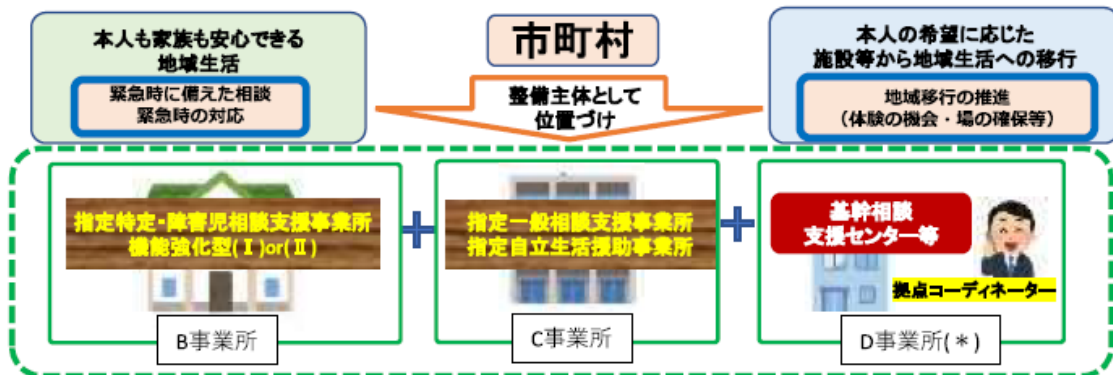 本人も家族も安心できる
地域生活
緊急時に備えた相談
緊急時の対応
市町村
整備主体として
位置づけ
本人の希望に応じた
施設等から地域生活への移行
地域移行の推進
（体験の機会・場の確保等）
指定特定・障害児相談支援事業所
機能強化型(Ⅰ)or(Ⅱ)
B事業所
+
指定一般相談支援事業所
指定自立生活援助事業所
C事業所
+
基幹相談
支援センター等
拠点コーディネーター
D事業所(＊)